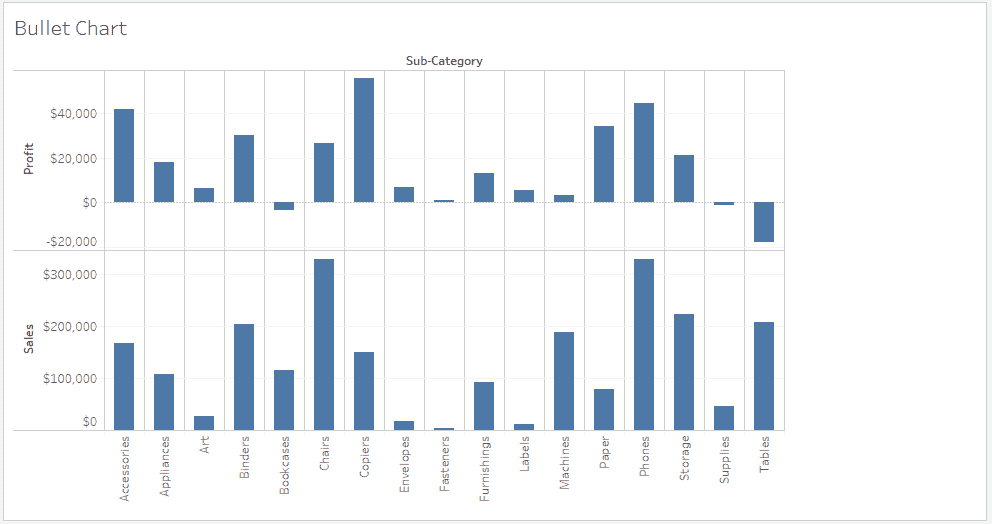 Bullet Chart
Sub-Category
Profit
$40,000
$20,000
$0
-$20,000
Sales
$300,000
$200,000
$100,000
$0
Accessories
Appliances
Art
Binders
Bookcases
Chairs
Copiers
Envelopes
Fasteners
Furnishings
Labels
Machines
Paper
Phones
Storage
Supplies
Tables